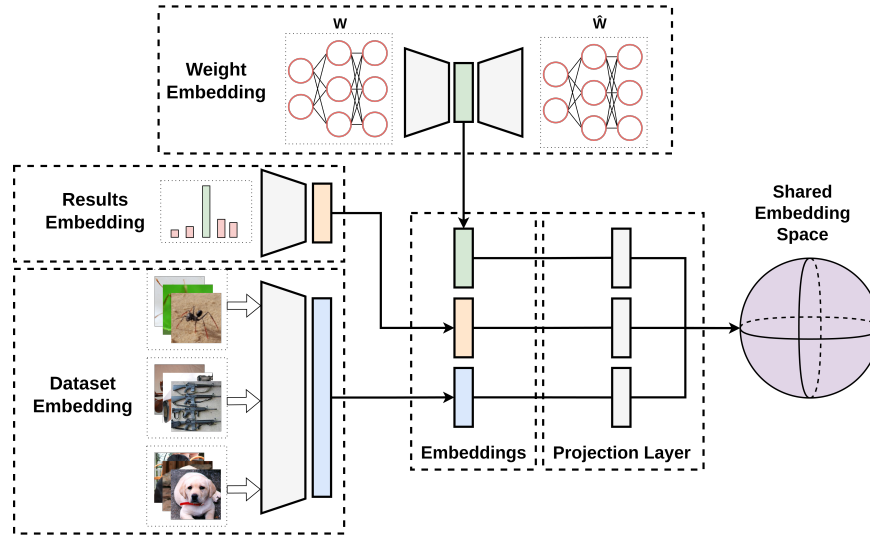 W
Ŵ
Weight
Embedding
Results
Embedding
Shared
Embedding
Space
Dataset
Embedding
Embeddings
Projection Layer